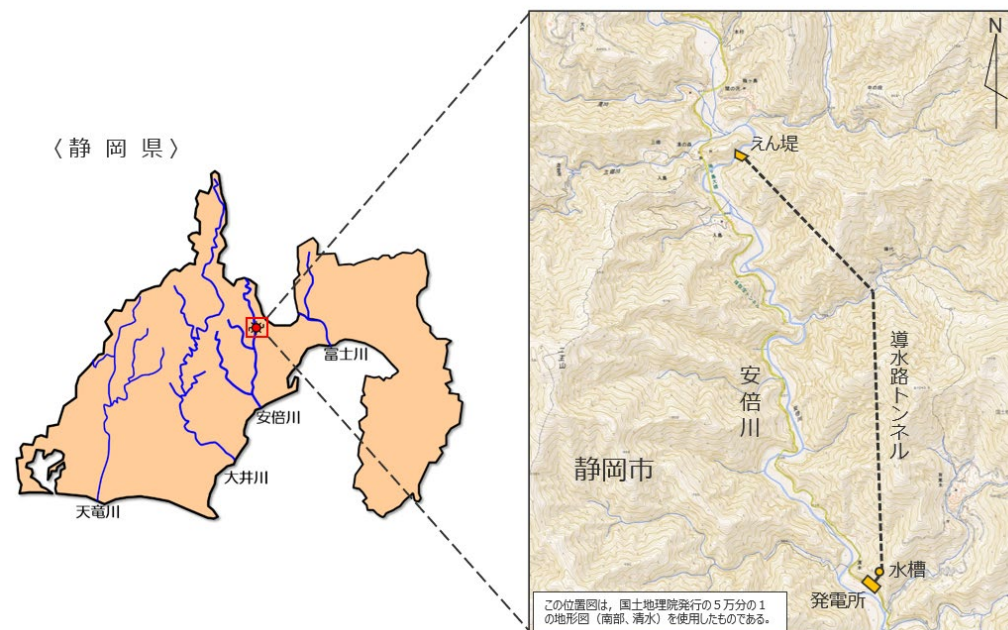 〈静岡県〉
富士川
安倍川
大井川
天竜川
N
えん堤
導水路トンネル
安倍川
静岡市
水槽
発電所
この位置図は，国土地理院発行の５万分の１
の地形図（南部、清水）を使用したものである。